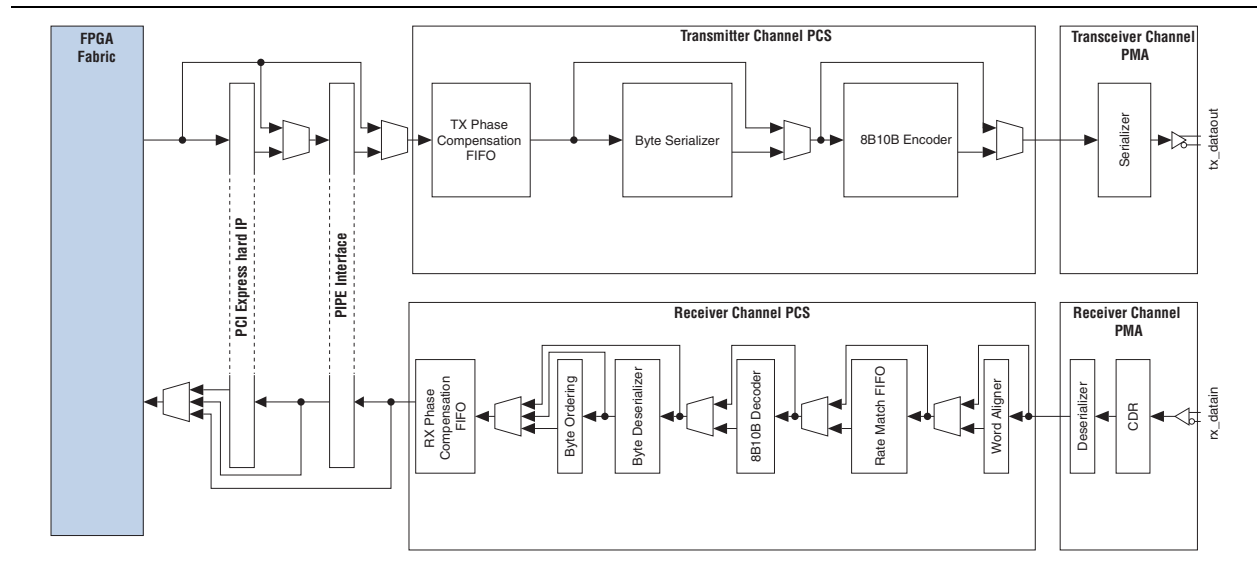 FPGA
Fabric
Transmitter Channel PCS
Transceiver Channel
PMA
TX Phase
Compensation
FIFO
Byte Serializer
8B10B Encoder
Serializer
tx_dataout
PCI Express hard IP
PIPE Interface
Receiver Channel PCS
Receiver Channel
PMA
RX Phase
Compensation
FIFO
Byte Ordering
Byte Deserializer
8B10B Decoder
Rate Match FIFO
Word Aligner
Deserializer
CDR
rx_datain